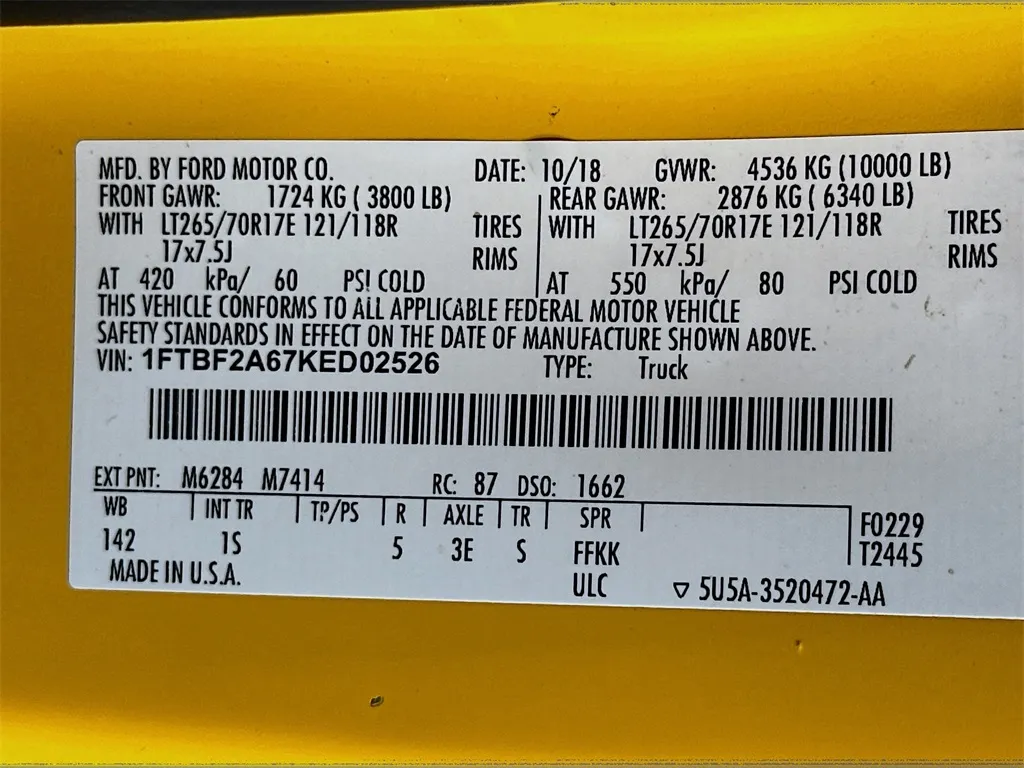 MFD. BY FORD MOTOR CO. DATE: 10/18 GVWR: 4536 KG (10000 LB)
FRONT GAWR: 1724 KG ( 3800 LB) REAR GAWR: 2876 KG ( 6340 LB)
WITH LT265/70R17E 121/118R TIRES WITH LT265/70R17E 121/118R TIRES
17x7.5J RIMS 17x7.5J RIMS
AT 420 kPa/ 60 PSI COLD AT 550 kPa/ 80 PSI COLD
THIS VEHICLE CONFORMS TO ALL APPLICABLE FEDERAL MOTOR VEHICLE
SAFETY STANDARDS IN EFFECT ON THE DATE OF MANUFACTURE SHOWN ABOVE.
VIN: 1FTBF2A67KED02526 TYPE: Truck
EXT PNT: M6284 M7414 RC: 87 DSO: 1662
WB INT TR TP/PS R AXLE TR SPR F0229
142 1S 5 3E S FFKK T2445
MADE IN U.S.A. ULC ▽ 5U5A-3520472-AA